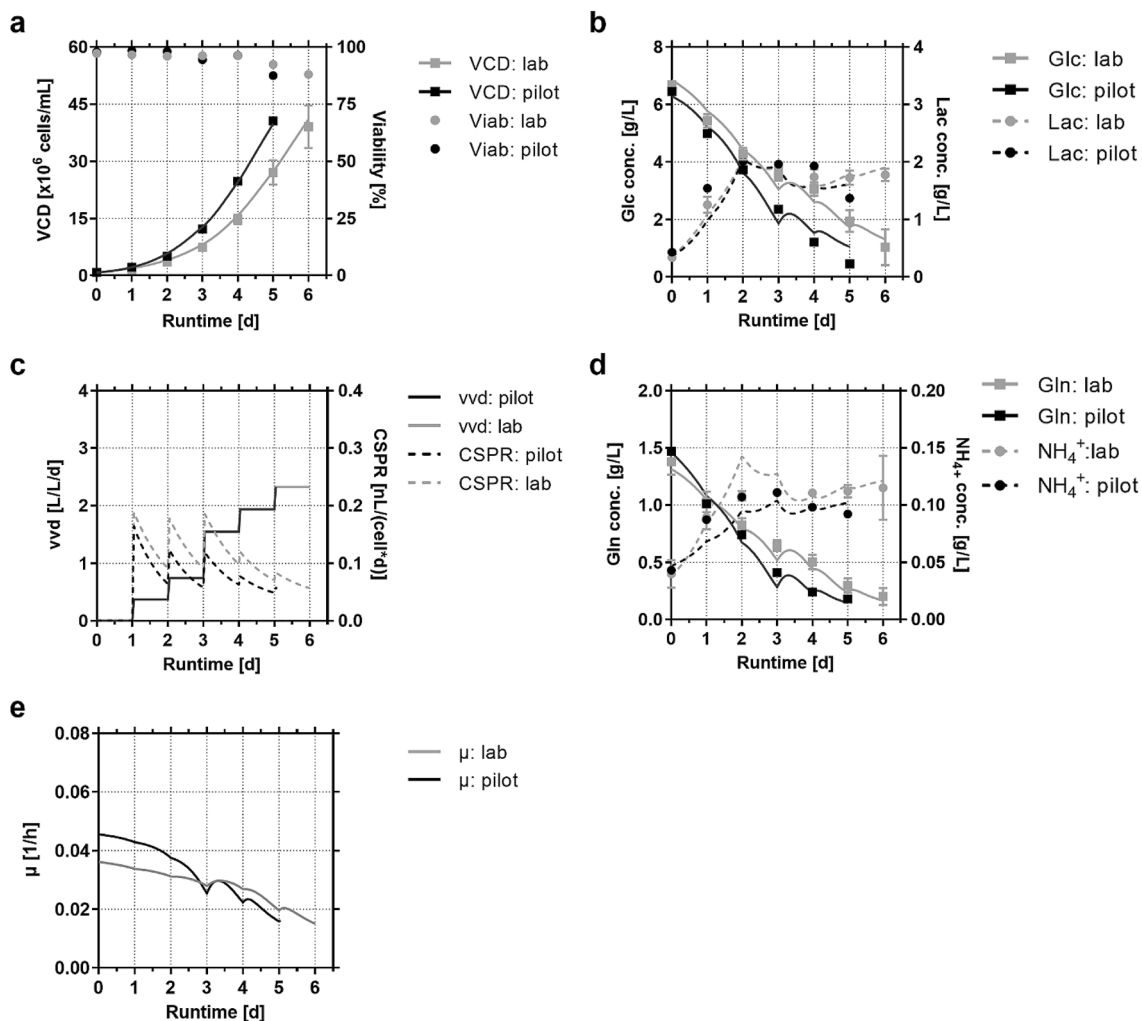 a
60
45
30
15
0
VCD [x10⁶ cells/mL]
100
75
50
25
0
Viability [%]
0 1 2 3 4 5 6
Runtime [d]
VCD: lab
VCD: pilot
Viab: lab
Viab: pilot
b
8
6
4
2
0
Glc conc. [g/L]
4
3
2
1
0
Lac conc. [g/L]
0 1 2 3 4 5 6
Runtime [d]
Glc: lab
Glc: pilot
Lac: lab
Lac: pilot
c
4
3
2
1
0
vvd [L/L/d]
0.4
0.3
0.2
0.1
0.0
CSPR [nL/(cell*d)]
0 1 2 3 4 5 6
Runtime [d]
vvd: pilot
vvd: lab
CSPR: pilot
CSPR: lab
d
2.0
1.5
1.0
0.5
0.0
Gln conc. [g/L]
0.20
0.15
0.10
0.05
0.00
NH₄₊ conc. [g/L]
0 1 2 3 4 5 6
Runtime [d]
Gln: lab
Gln: pilot
NH₄⁺:lab
NH₄⁺: pilot
e
0.08
0.06
0.04
0.02
0.00
µ [1/h]
0 1 2 3 4 5 6
Runtime [d]
µ: lab
µ: pilot